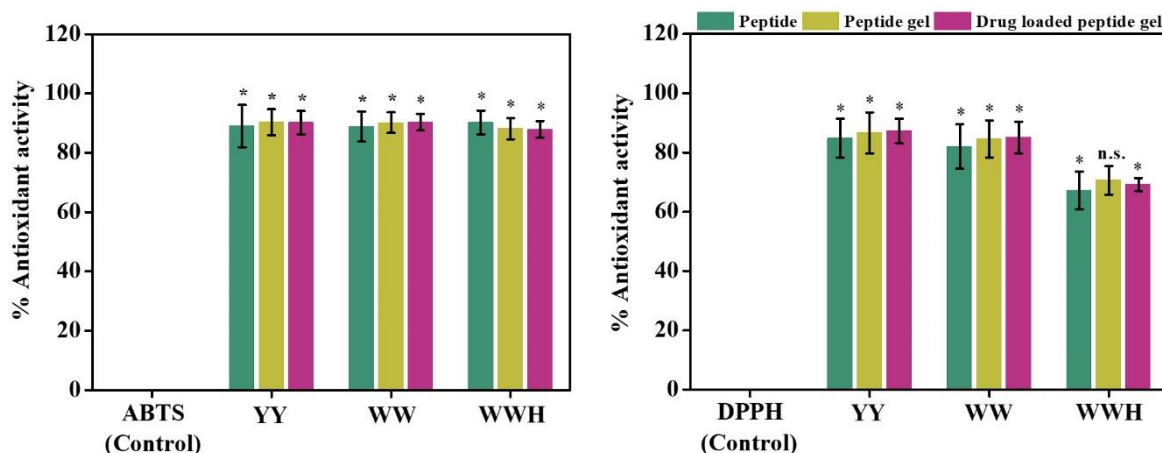 % Antioxidant activity
120
100
80
60
40
20
0
* * * * * * * * *
ABTS
(Control)
YY
WW
WWH
Peptide Peptide gel Drug loaded peptide gel
% Antioxidant activity
120
100
80
60
40
20
0
* * * * * * * n.s. *
DPPH
(Control)
YY
WW
WWH